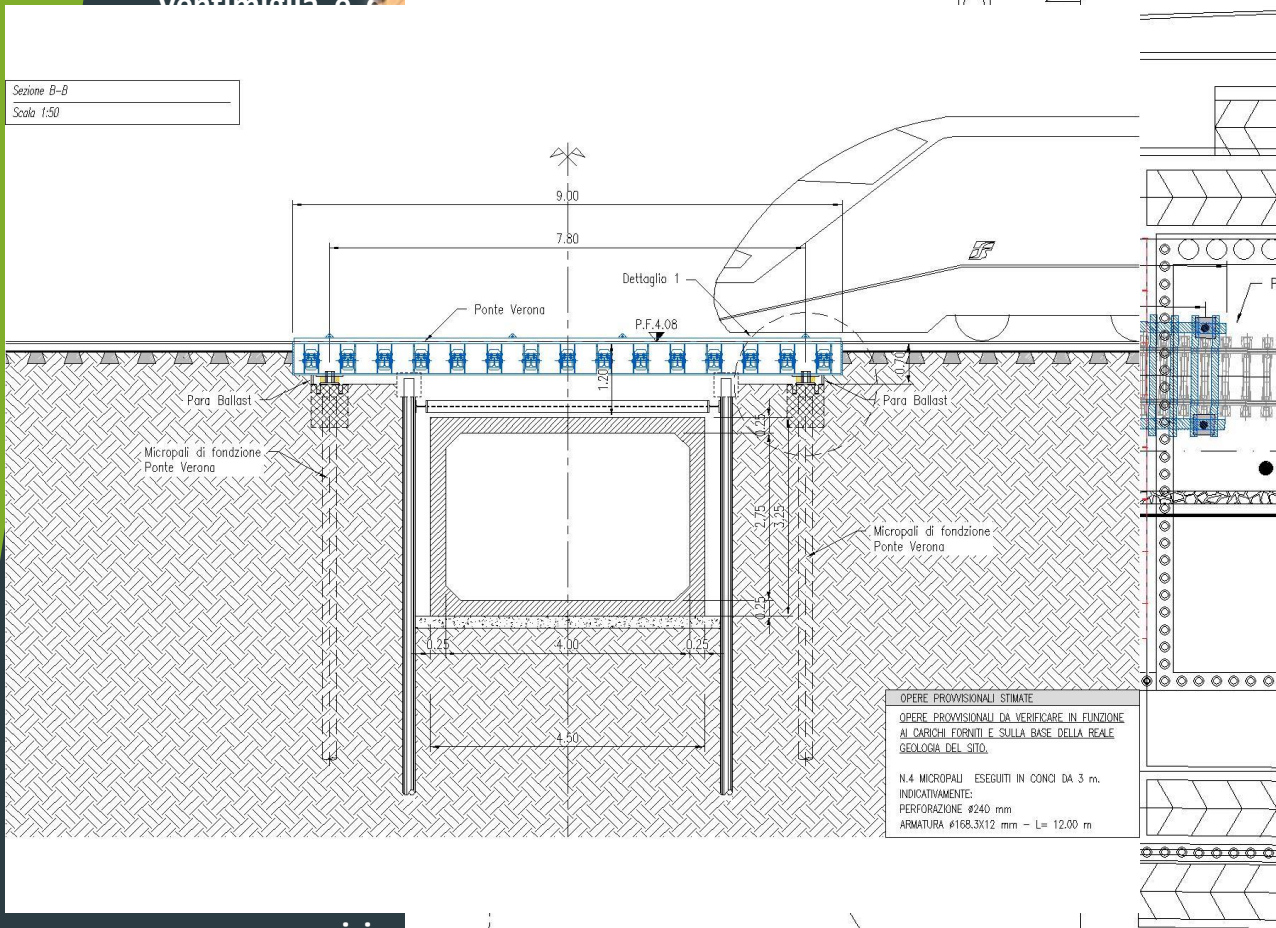 Ventimiglia e
Sezione B-B
Scala 1:50
9.00
7.80
Dettaglio 1
Ponte Verona
P.F.4.08
1.20
0.70
Para Ballast
Para Ballast
0.25
Micropali di fondzione
Ponte Verona
2.75
3.25
Micropali di fondzione
Ponte Verona
0.25
0.25
4.00
0.25
4.50
OPERE PROVVISIONALI STIMATE
OPERE PROVVISIONALI DA VERIFICARE IN FUNZIONE
AI CARICHI FORNITI E SULLA BASE DELLA REALE
GEOLOGIA DEL SITO.
N.4 MICROPALI ESEGUITI IN CONCI DA 3 m.
INDICATIVAMENTE:
PERFORAZIONE ø240 mm
ARMATURA ø168.3X12 mm - L= 12.00 m